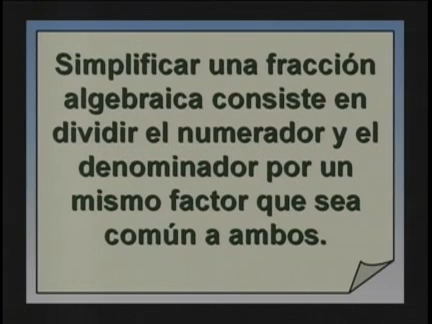 Simplificar una fracción
algebraica consiste en
dividir el numerador y el
denominador por un
mismo factor que sea
común a ambos.